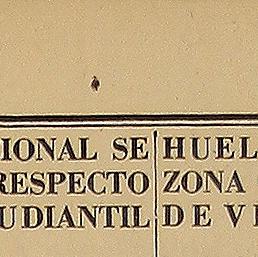 IONAL SE HUEL
RESPECTO ZONA
UDIANTIL DE V